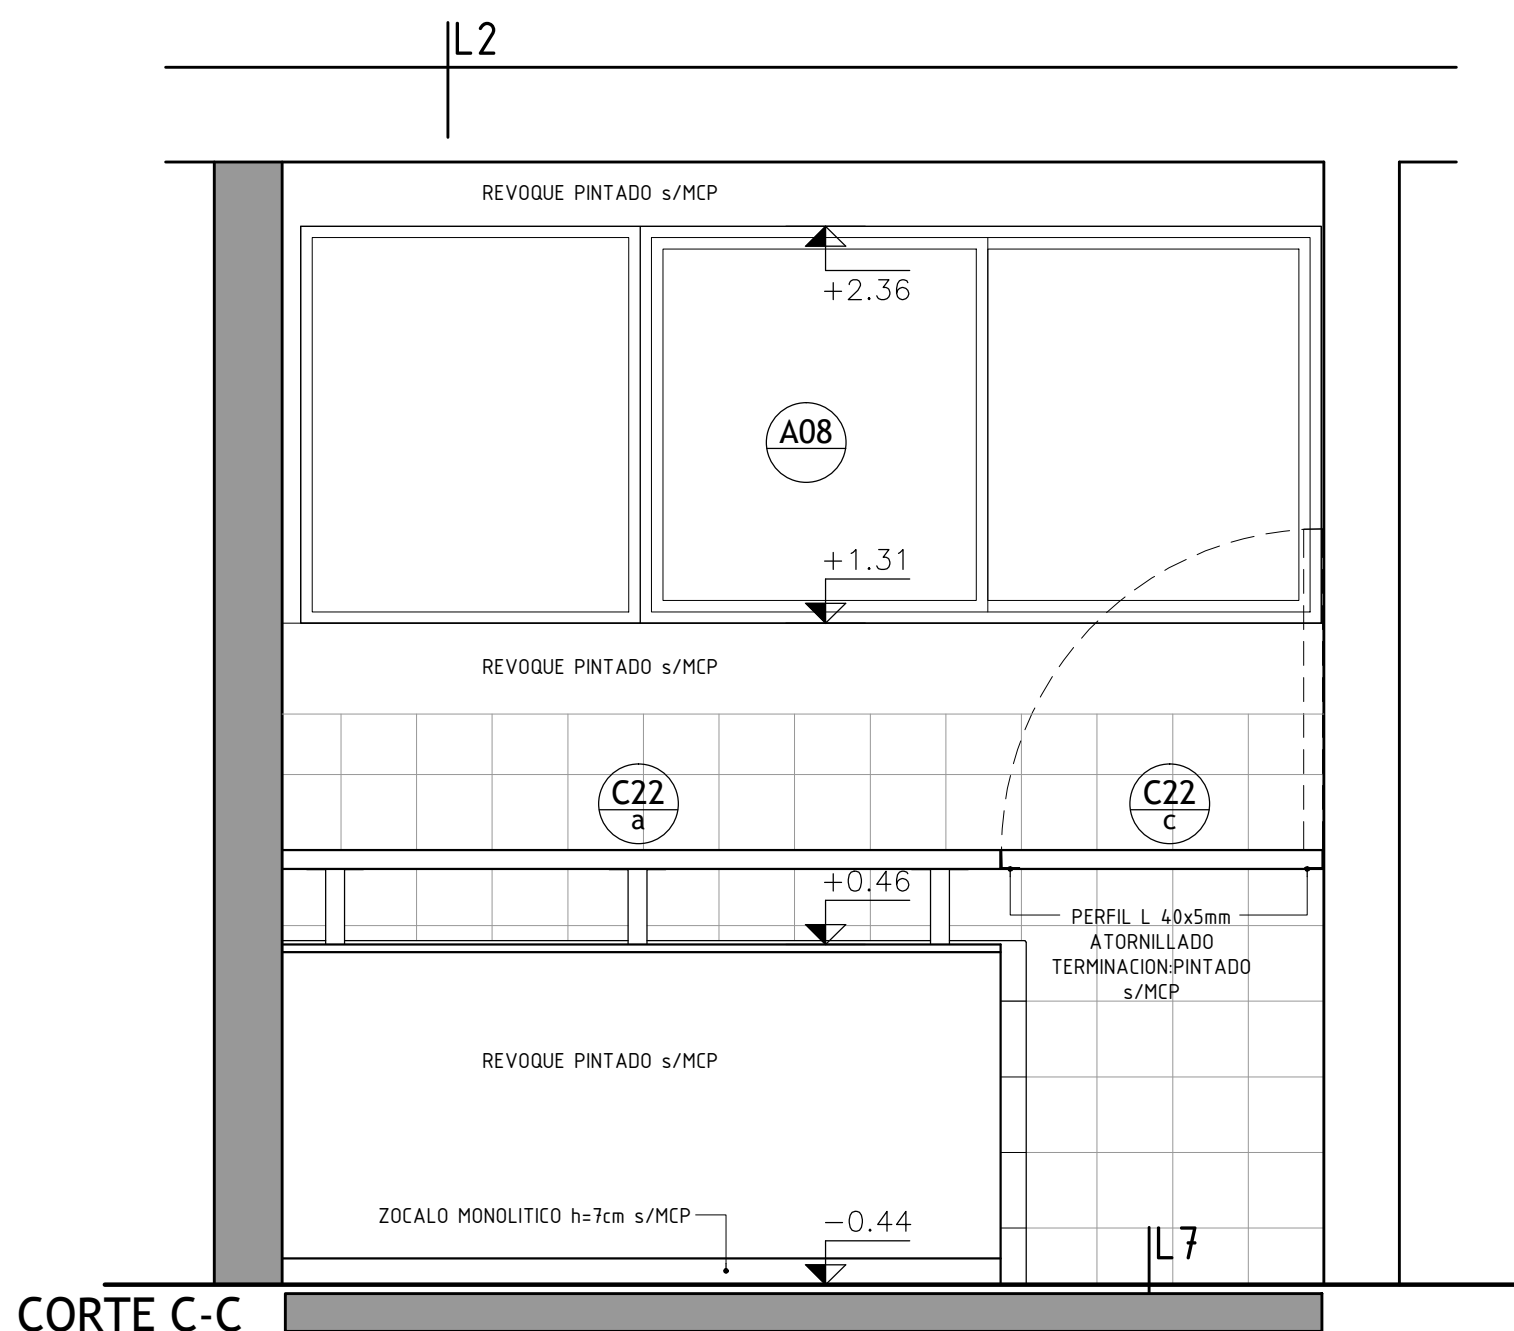 L2
REVOQUE PINTADO s/MCP
+2.36
A08
+1.31
REVOQUE PINTADO s/MCP
C22
a
C22
c
+0.46
PERFIL L 40x5mm
ATORNILLADO
TERMINACION:PINTADO
s/MCP
REVOQUE PINTADO s/MCP
ZOCALO MONOLITICO h=7cm s/MCP
-0.44
L7
CORTE C-C